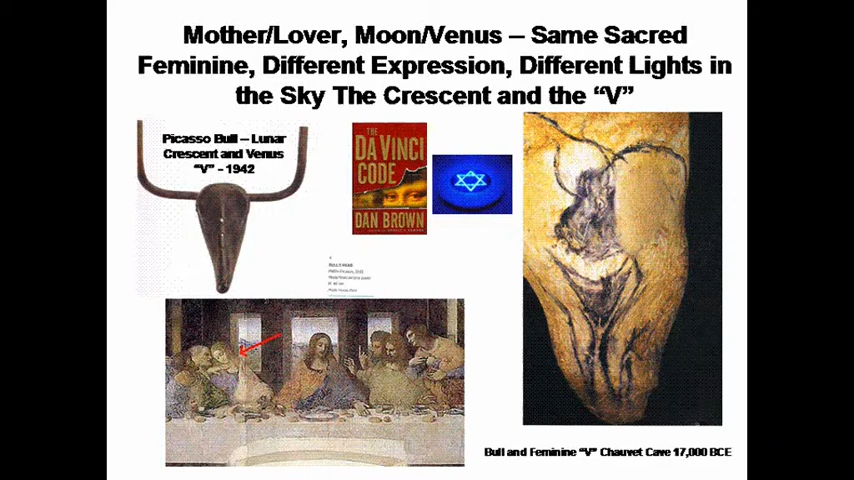 Mother/Lover, Moon/Venus – Same Sacred
Feminine, Different Expression, Different Lights in
the Sky The Crescent and the “V”
Picasso Bull – Lunar
Crescent and Venus
“V” - 1942
THE
DA VINCI
CODE
DAN BROWN
BULL'S HEAD
Bull and Feminine “V” Chauvet Cave 17,000 BCE